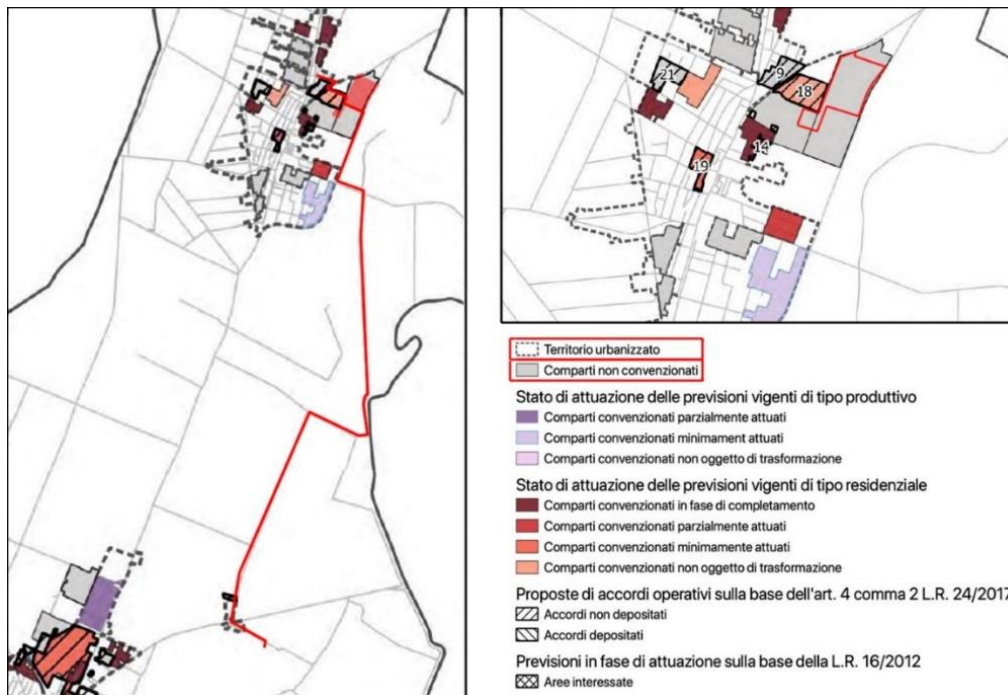 21
9
18
14
19
Territorio urbanizzato
Comparti non convenzionati
Stato di attuazione delle previsioni vigenti di tipo produttivo
Comparti convenzionati parzialmente attuati
Comparti convenzionati minimament attuati
Comparti convenzionati non oggetto di trasformazione
Stato di attuazione delle previsioni vigenti di tipo residenziale
Comparti convenzionati in fase di completamento
Comparti convenzionati parzialmente attuati
Comparti convenzionati minimamente attuati
Comparti convenzionati non oggetto di trasformazione
Proposte di accordi operativi sulla base dell'art. 4 comma 2 L.R. 24/2017
Accordi non depositati
Accordi depositati
Previsioni in fase di attuazione sulla base della L.R. 16/2012
Aree interessate